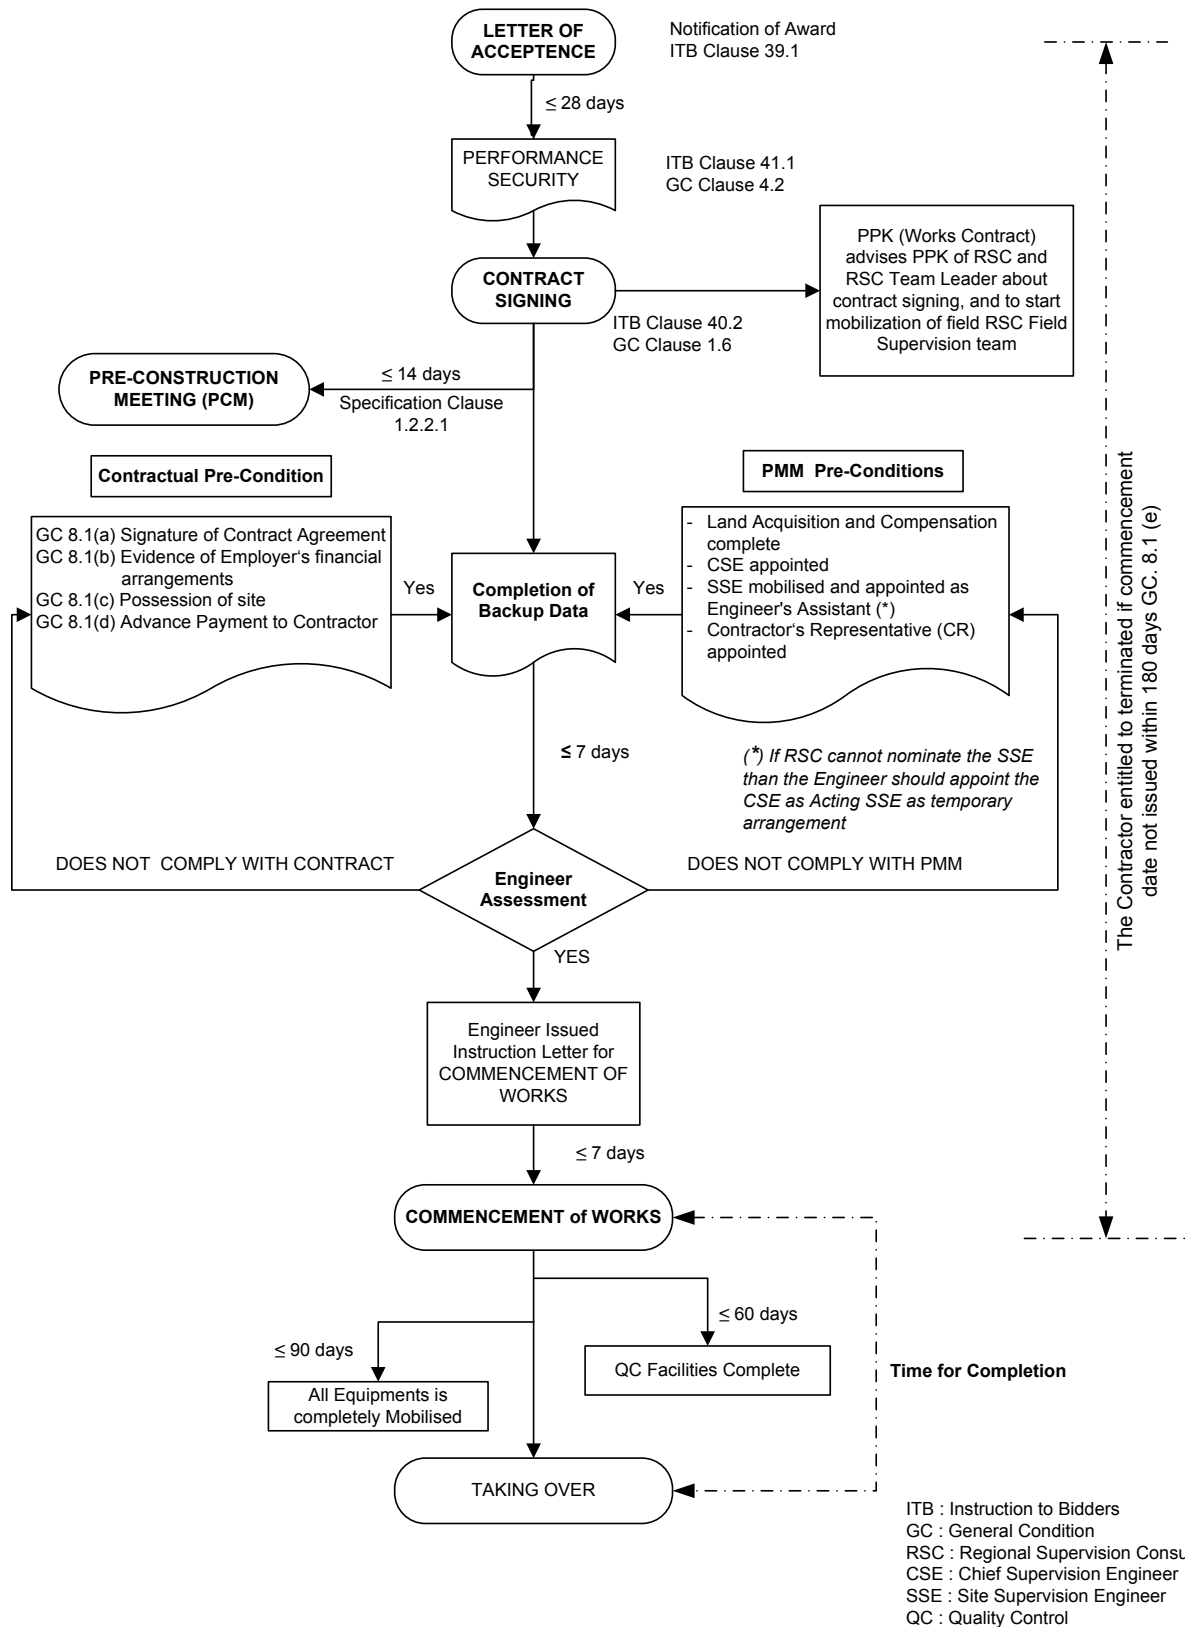 LETTER OF
ACCEPTENCE
Notification of Award
ITB Clause 39.1
≤ 28 days
PERFORMANCE
SECURITY
ITB Clause 41.1
GC Clause 4.2
CONTRACT
SIGNING
ITB Clause 40.2
GC Clause 1.6
PPK (Works Contract)
advises PPK of RSC and
RSC Team Leader about
contract signing, and to start
mobilization of field RSC Field
Supervision team
PRE-CONSTRUCTION
MEETING (PCM)
≤ 14 days
Specification Clause
1.2.2.1
Contractual Pre-Condition
PMM Pre-Conditions
GC 8.1(a) Signature of Contract Agreement
GC 8.1(b) Evidence of Employer‘s financial
arrangements
GC 8.1(c) Possession of site
GC 8.1(d) Advance Payment to Contractor
Yes
Completion of
Backup Data
Yes
- Land Acquisition and Compensation
complete
- CSE appointed
- SSE mobilised and appointed as
Engineer's Assistant (*)
- Contractor‘s Representative (CR)
appointed
≤ 7 days
(*) If RSC cannot nominate the SSE
than the Engineer should appoint the
CSE as Acting SSE as temporary
arrangement
DOES NOT COMPLY WITH CONTRACT
Engineer
Assessment
DOES NOT COMPLY WITH PMM
YES
Engineer Issued
Instruction Letter for
COMMENCEMENT OF
WORKS
≤ 7 days
COMMENCEMENT of WORKS
The Contractor entitled to terminated if commencement
date not issued within 180 days GC. 8.1 (e)
≤ 60 days
QC Facilities Complete
≤ 90 days
All Equipments is
completely Mobilised
Time for Completion
TAKING OVER
ITB : Instruction to Bidders
GC : General Condition
RSC : Regional Supervision Consu
CSE : Chief Supervision Engineer
SSE : Site Supervision Engineer
QC : Quality Control